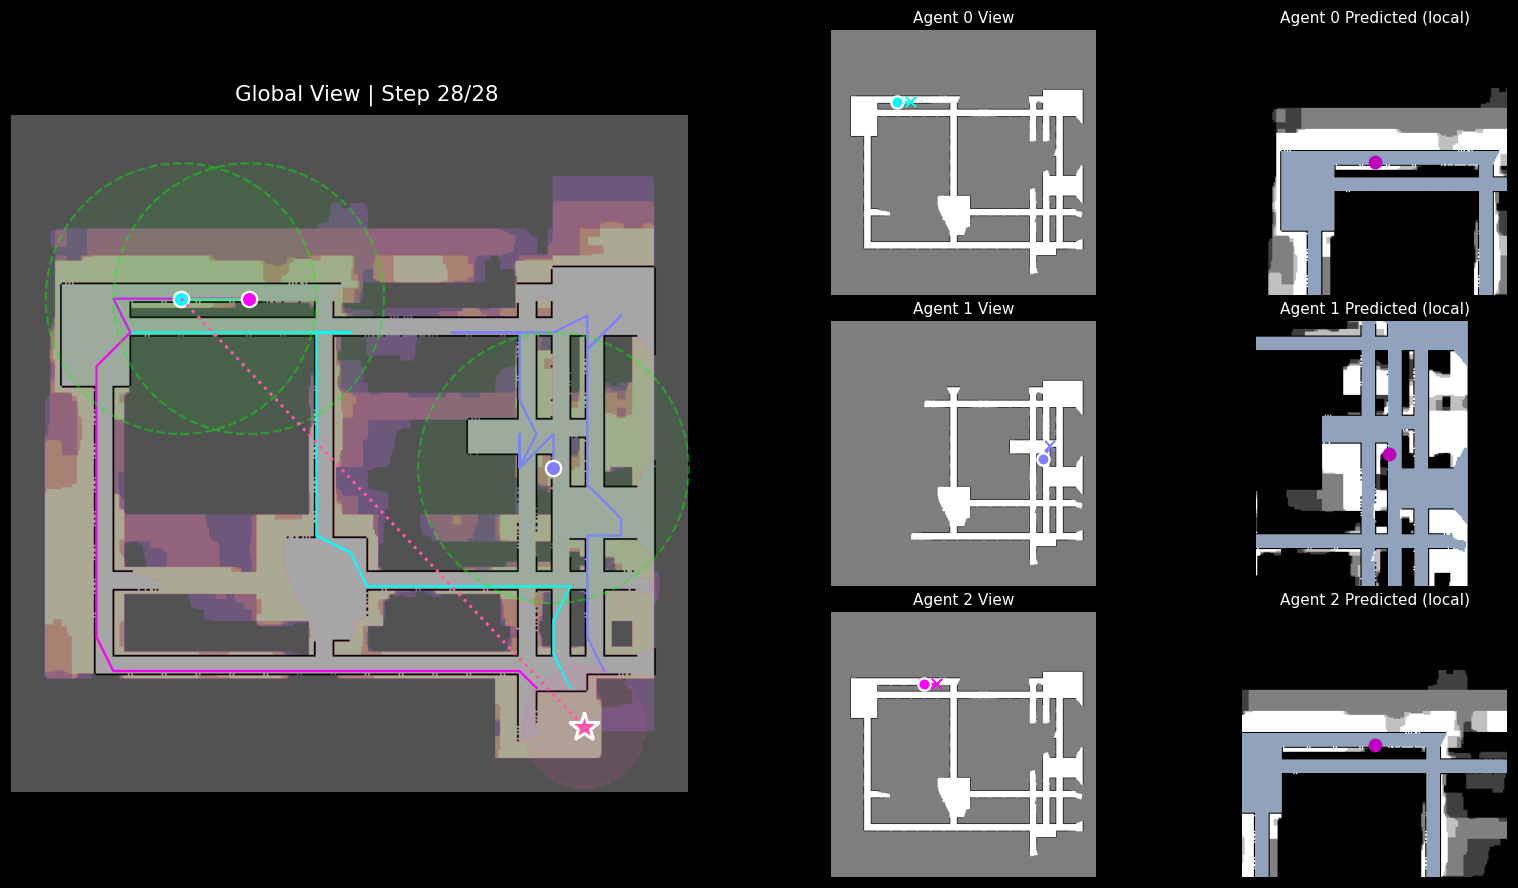 Global View | Step 28/28
Agent 0 View
Agent 0 Predicted (local)
Agent 1 View
Agent 1 Predicted (local)
Agent 2 View
Agent 2 Predicted (local)